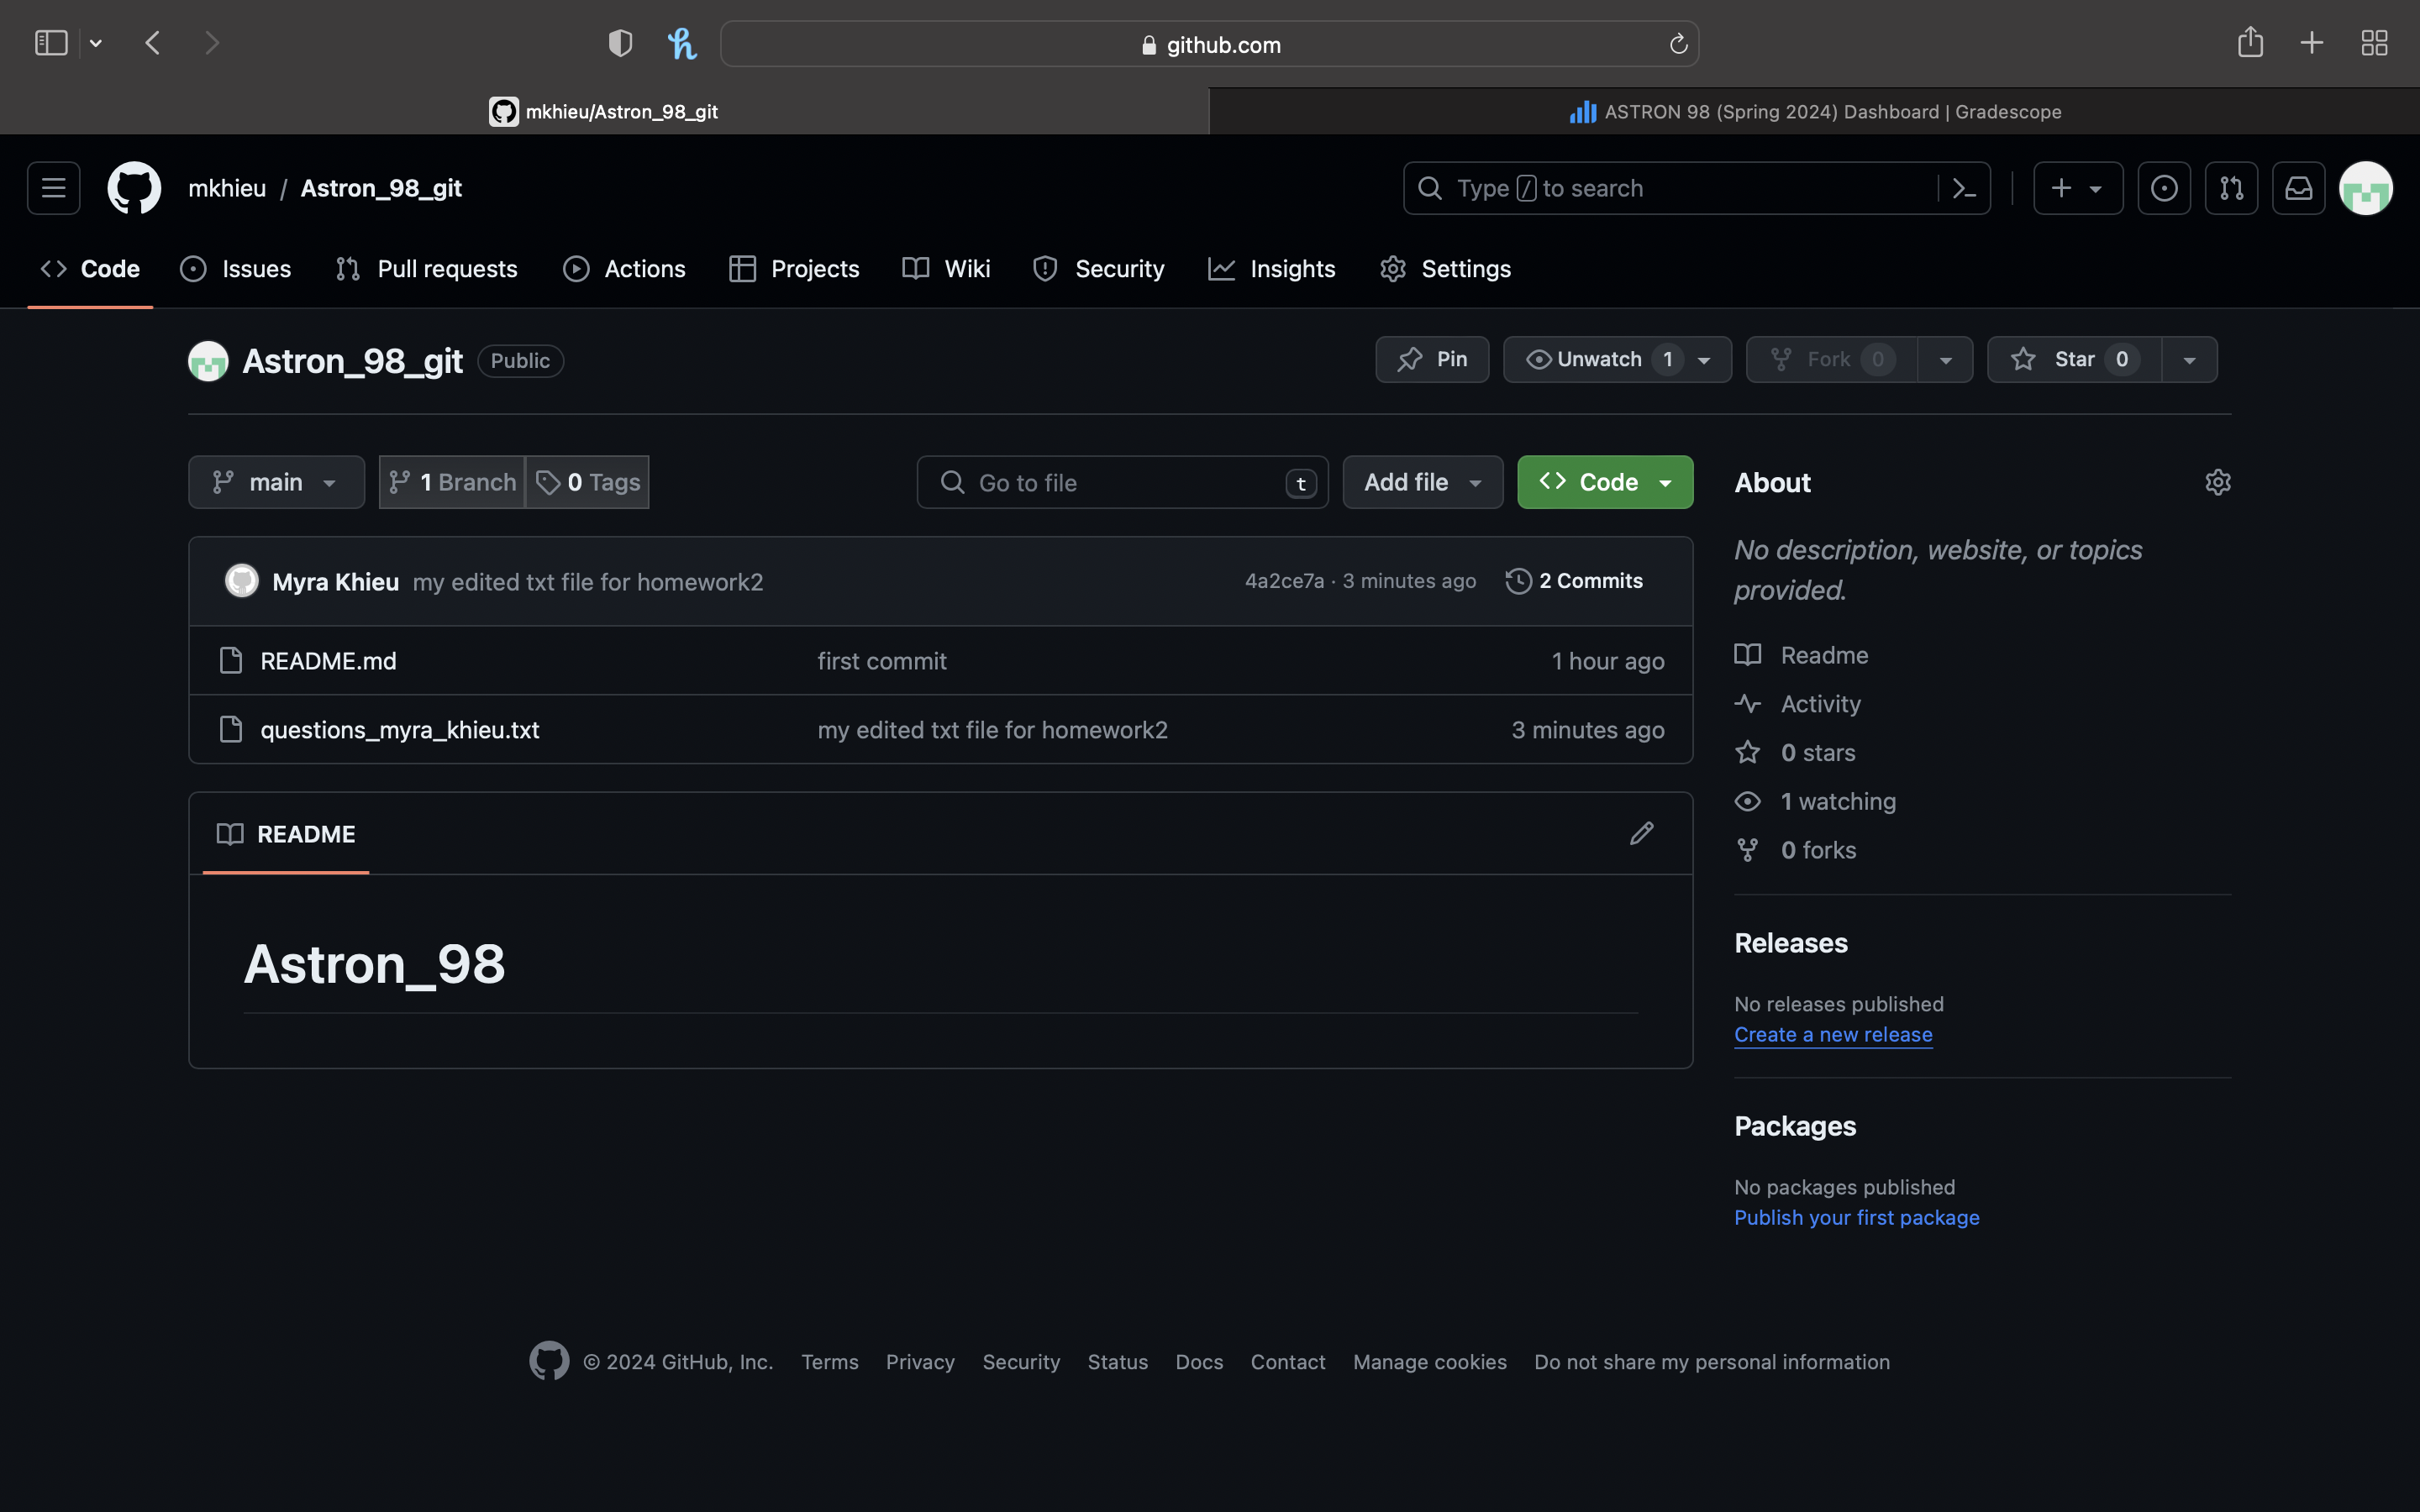 github.com
mkhieu/Astron_98_git
ASTRON 98 (Spring 2024) Dashboard | Gradescope
mkhieu / Astron_98_git
Type / to search
Code Issues Pull requests Actions Projects Wiki Security Insights Settings
Astron_98_git Public
Pin Unwatch 1 Fork 0 Star 0
main 1 Branch 0 Tags Go to file t Add file Code
Myra Khieu my edited txt file for homework2 4a2ce7a · 3 minutes ago 2 Commits
README.md first commit 1 hour ago
questions_myra_khieu.txt my edited txt file for homework2 3 minutes ago
README
Astron_98
About
No description, website, or topics
provided.
Readme
Activity
0 stars
1 watching
0 forks
Releases
No releases published
Create a new release
Packages
No packages published
Publish your first package
© 2024 GitHub, Inc. Terms Privacy Security Status Docs Contact Manage cookies Do not share my personal information